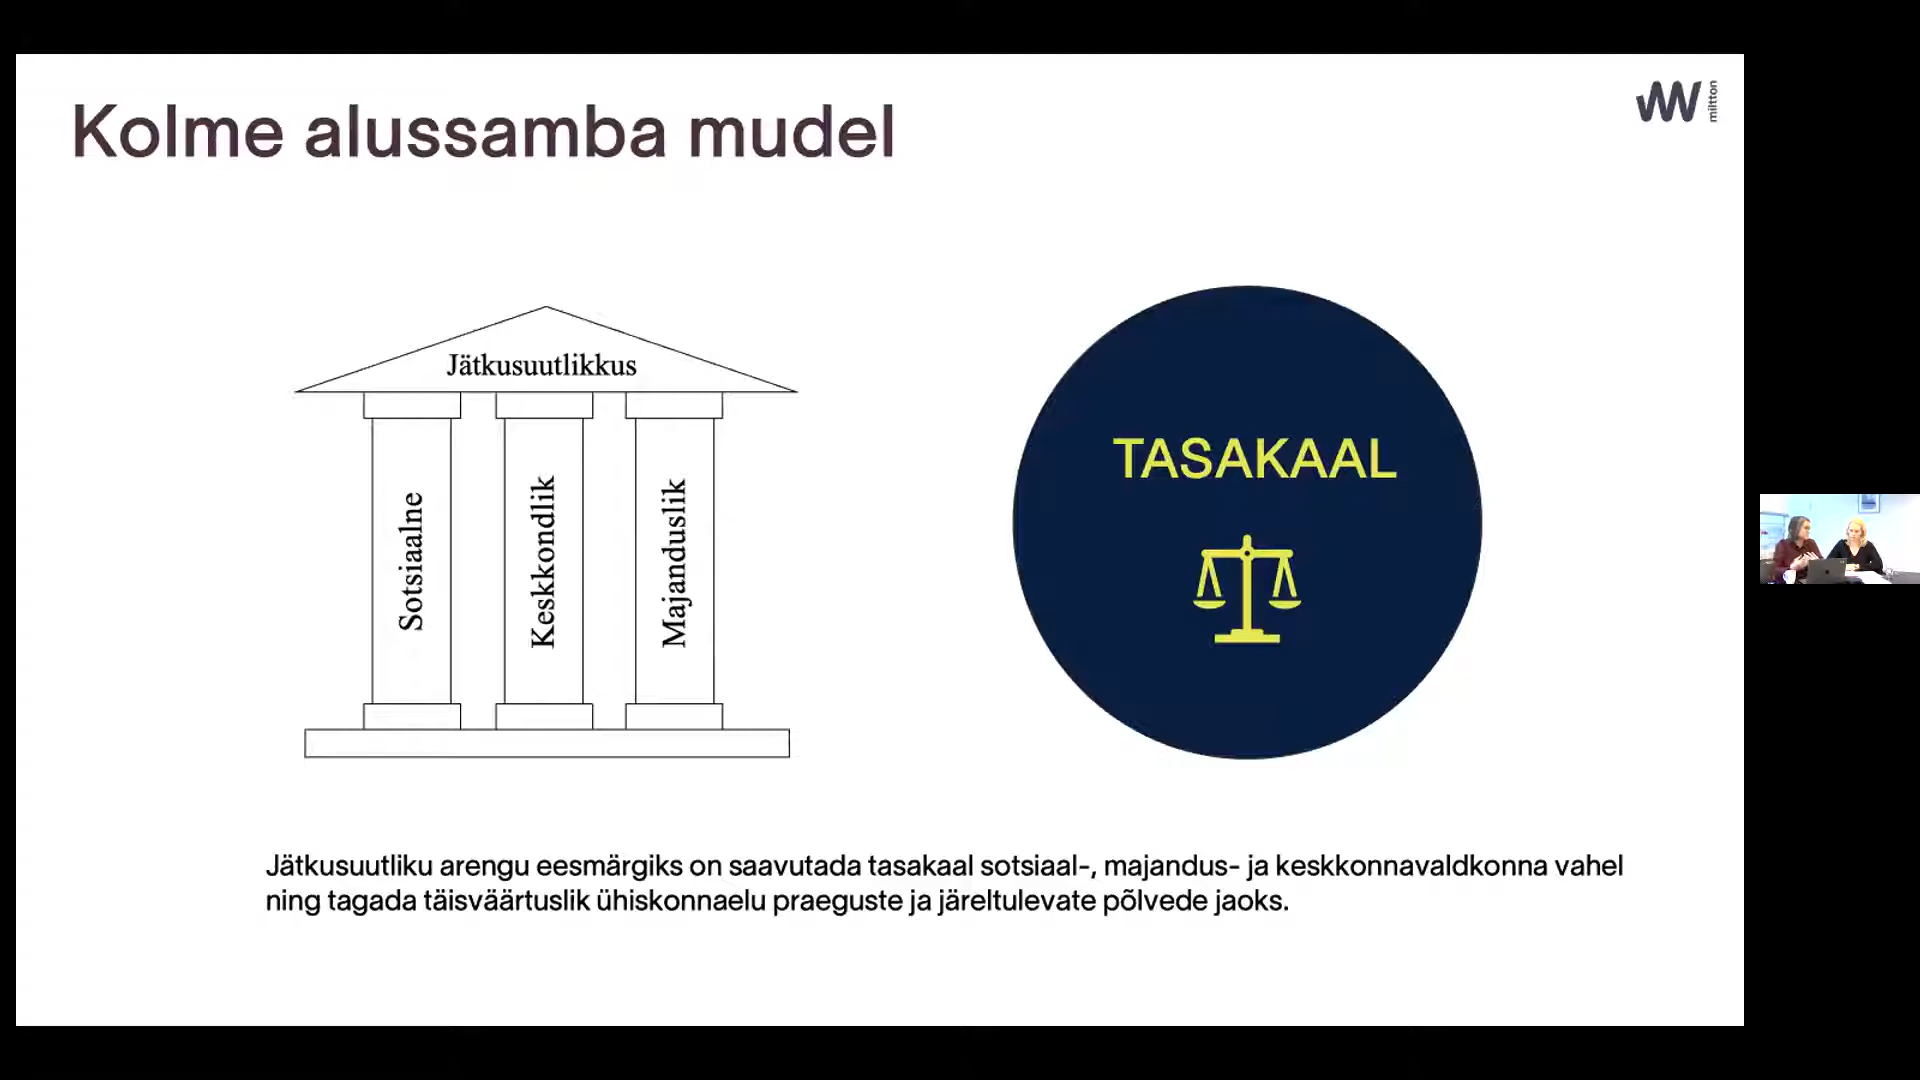 Kolme alussamba mudel
miltton
Jätkusuutlikkus
Sotsiaalne
Keskkondlik
Majanduslik
TASAKAAL
Jätkusuutliku arengu eesmärgiks on saavutada tasakaal sotsiaal-, majandus- ja keskkonnavaldkonna vahel
ning tagada täisväärtuslik ühiskonnaelu praeguste ja järeltulevate põlvede jaoks.